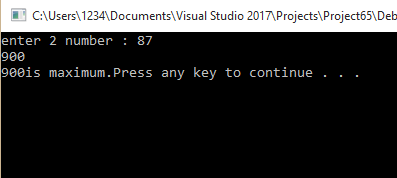 C:\Users\1234\Documents\Visual Studio 2017\Projects\Project65\Deb
enter 2 number : 87
900
900is maximum.Press any key to continue . . .